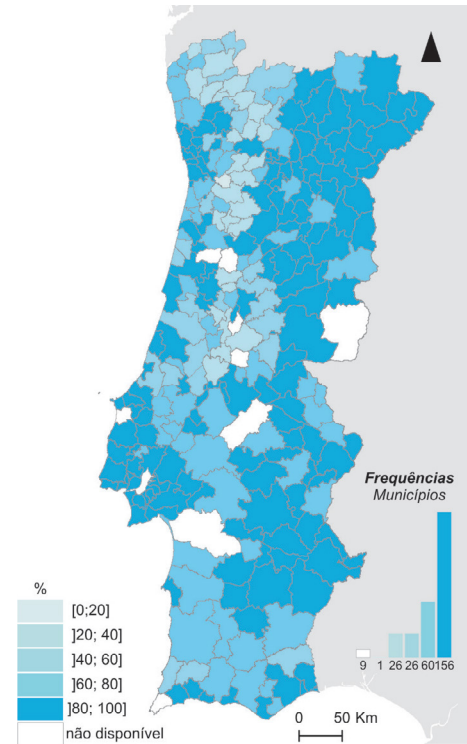 Frequências
Municípios
9 1 26 26 60 156
%
[0;20]
]20; 40]
]40; 60]
]60; 80]
]80; 100]
não disponível
0 50 Km